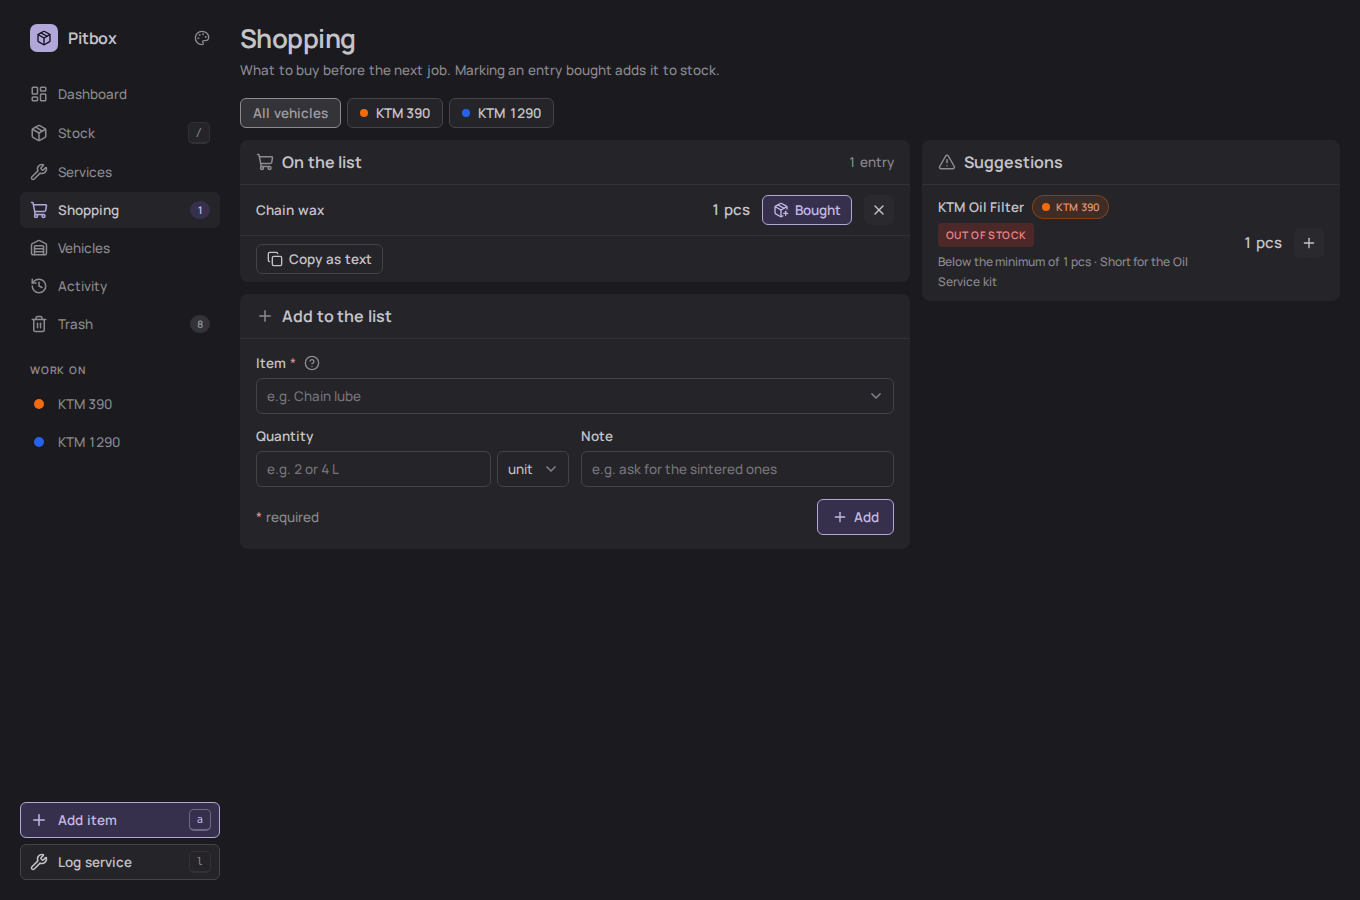 Pitbox
Dashboard
Stock /
Services
Shopping 1
Vehicles
Activity
Trash 8
WORK ON
KTM 390
KTM 1290
Add item a
Log service l
Shopping
What to buy before the next job. Marking an entry bought adds it to stock.
All vehicles KTM 390 KTM 1290
On the list 1 entry
Chain wax 1 pcs Bought
Copy as text
Add to the list
Item *
e.g. Chain lube
Quantity Note
e.g. 2 or 4 L unit e.g. ask for the sintered ones
* required Add
Suggestions
KTM Oil Filter KTM 390
OUT OF STOCK
1 pcs
Below the minimum of 1 pcs · Short for the Oil
Service kit